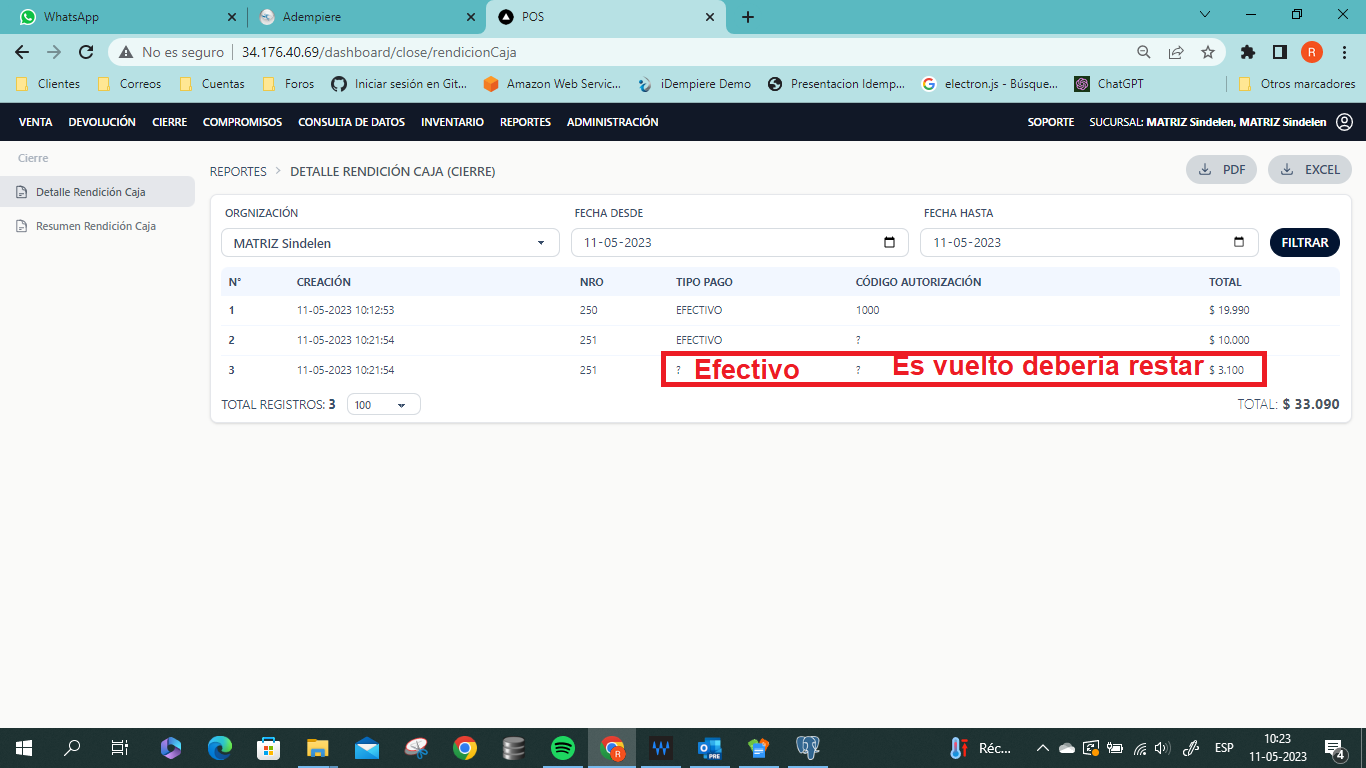 WhatsApp
Adempiere
POS
No es seguro 34.176.40.69/dashboard/close/rendicionCaja
R
Clientes Correos Cuentas Foros Iniciar sesión en Git... Amazon Web Servic... iDempiere Demo Presentacion Idemp... electron.js - Búsque... ChatGPT Otros marcadores
VENTA DEVOLUCIÓN CIERRE COMPROMISOS CONSULTA DE DATOS INVENTARIO REPORTES ADMINISTRACIÓN SOPORTE SUCURSAL: MATRIZ Sindelen, MATRIZ Sindelen
Cierre
Detalle Rendición Caja
Resumen Rendición Caja
REPORTES > DETALLE RENDICIÓN CAJA (CIERRE)
PDF EXCEL
ORGNIZACIÓN FECHA DESDE FECHA HASTA
MATRIZ Sindelen 11-05-2023 11-05-2023 FILTRAR
N° CREACIÓN NRO TIPO PAGO CÓDIGO AUTORIZACIÓN TOTAL
1 11-05-2023 10:12:53 250 EFECTIVO 1000 $ 19.990
2 11-05-2023 10:21:54 251 EFECTIVO ? $ 10.000
3 11-05-2023 10:21:54 251 ? Efectivo ? Es vuelto deberia restar $ 3.100
TOTAL REGISTROS: 3 100 TOTAL: $ 33.090
R
PRE
Réc... ESP 10:23
11-05-2023
4